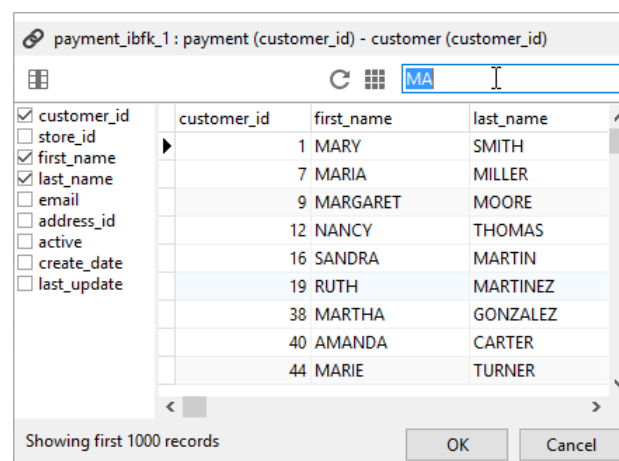 payment_ibfk_1 : payment (customer_id) - customer (customer_id)
MA
customer_id
store_id
first_name
last_name
email
address_id
active
create_date
last_update
customer_id first_name last_name
1 MARY SMITH
7 MARIA MILLER
9 MARGARET MOORE
12 NANCY THOMAS
16 SANDRA MARTIN
19 RUTH MARTINEZ
38 MARTHA GONZALEZ
40 AMANDA CARTER
44 MARIE TURNER
Showing first 1000 records OK Cancel